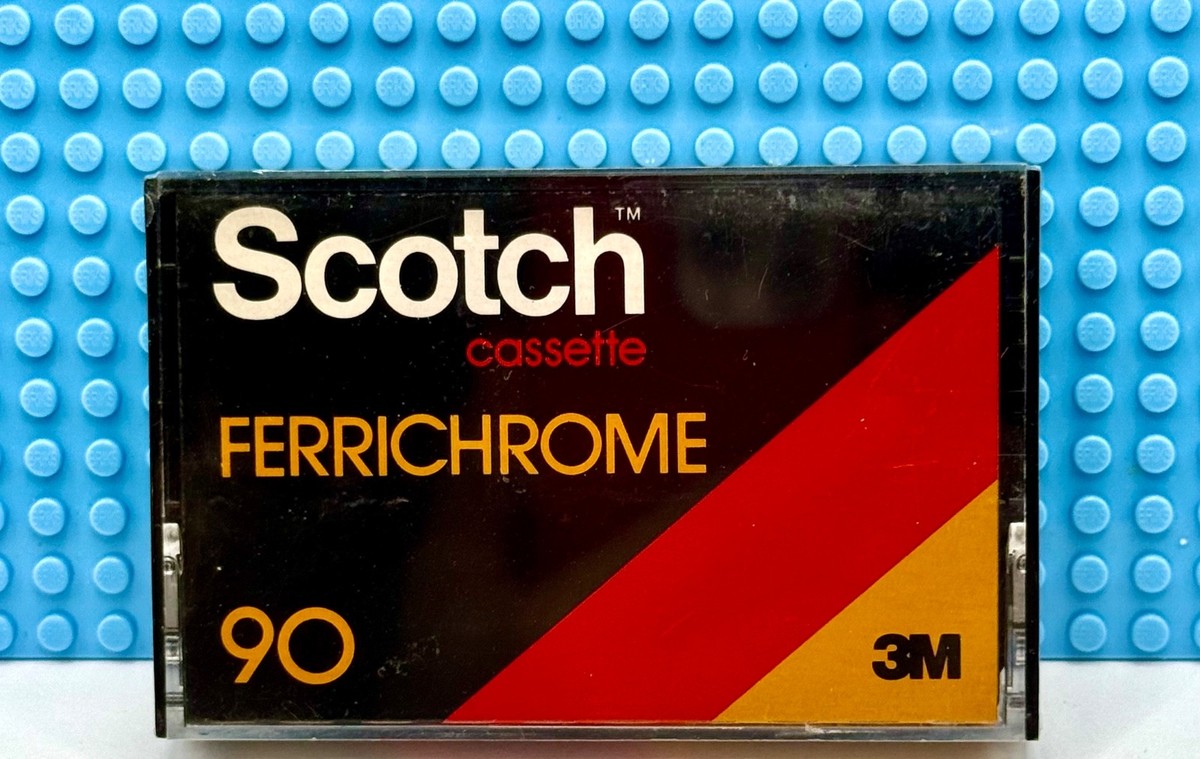 Scotch™
cassette
FERRICHROME
90
3M